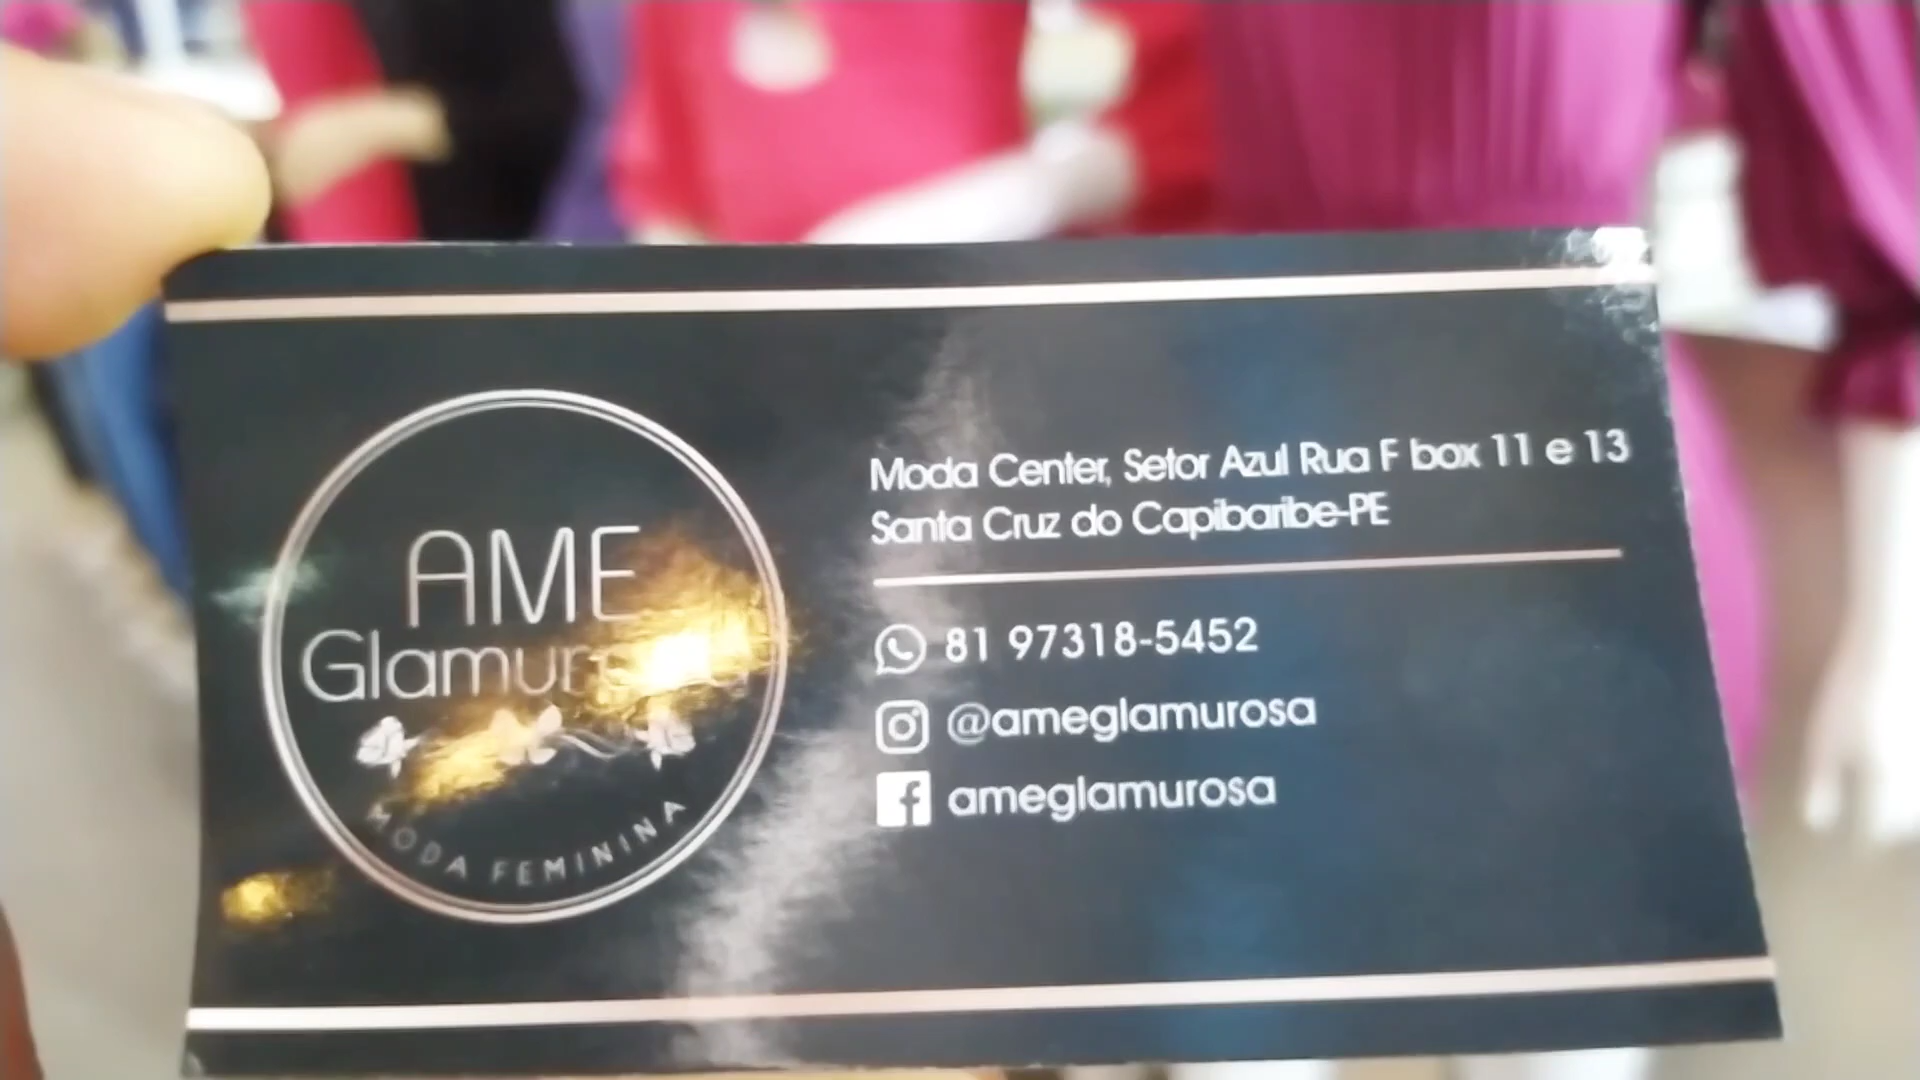 AME
Glamurosa
MODA FEMININA
Moda Center, Setor Azul Rua F box 11 e 13
Santa Cruz do Capibaribe-PE
81 97318-5452
@ameglamurosa
ameglamurosa